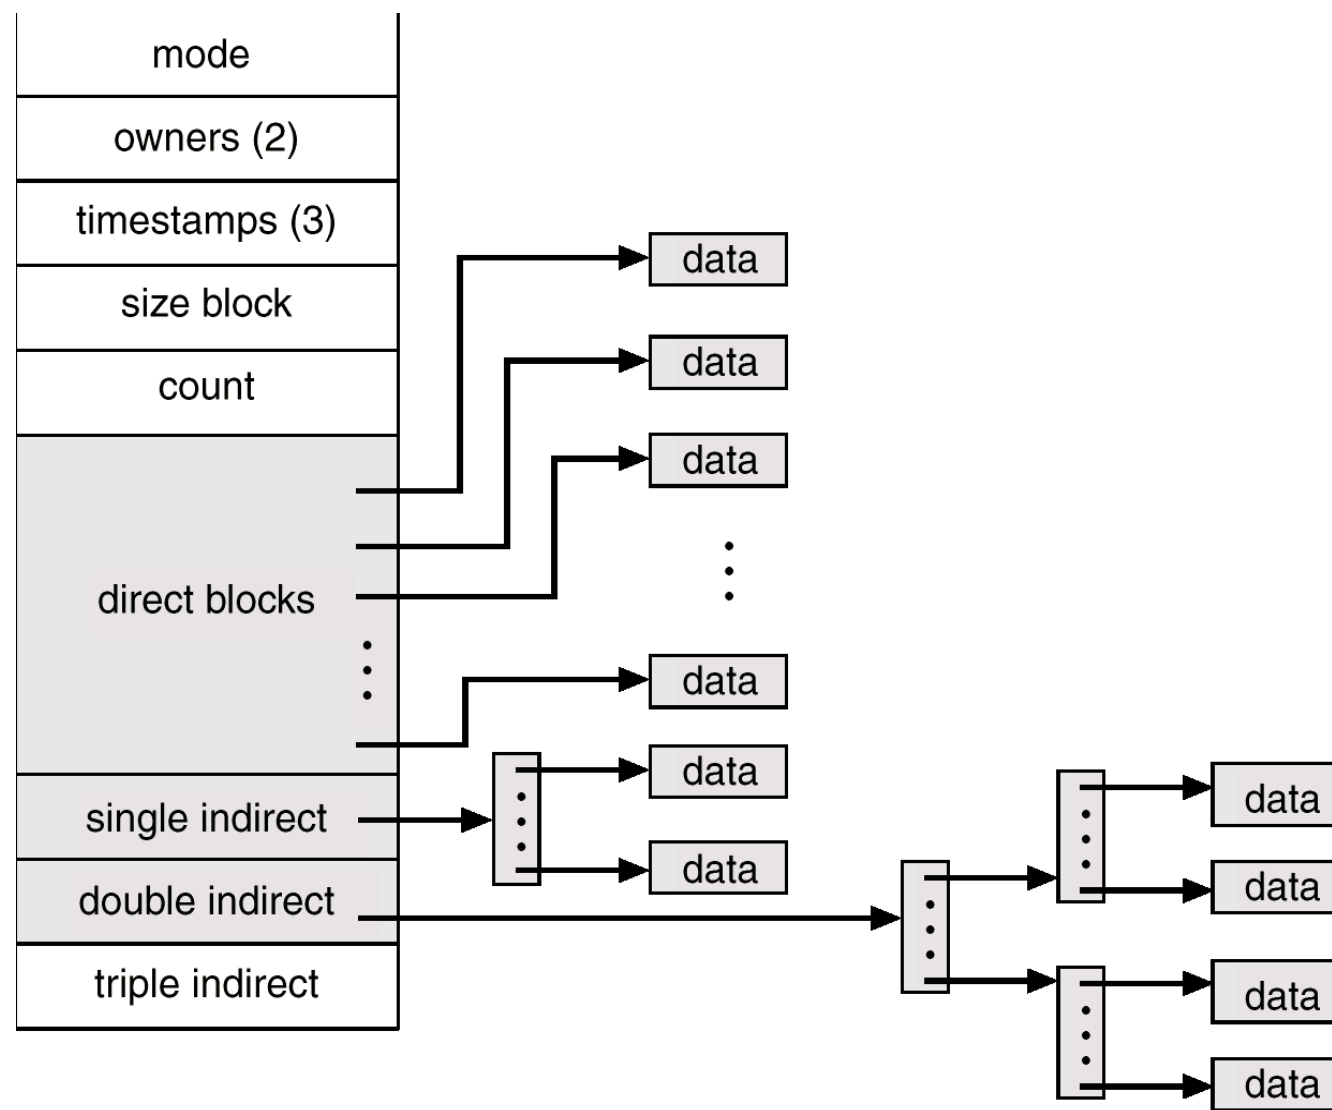 mode
owners (2)
timestamps (3)
size block
count
direct blocks
single indirect
double indirect
triple indirect
data
data
data
data
data
data
data
data
data
data